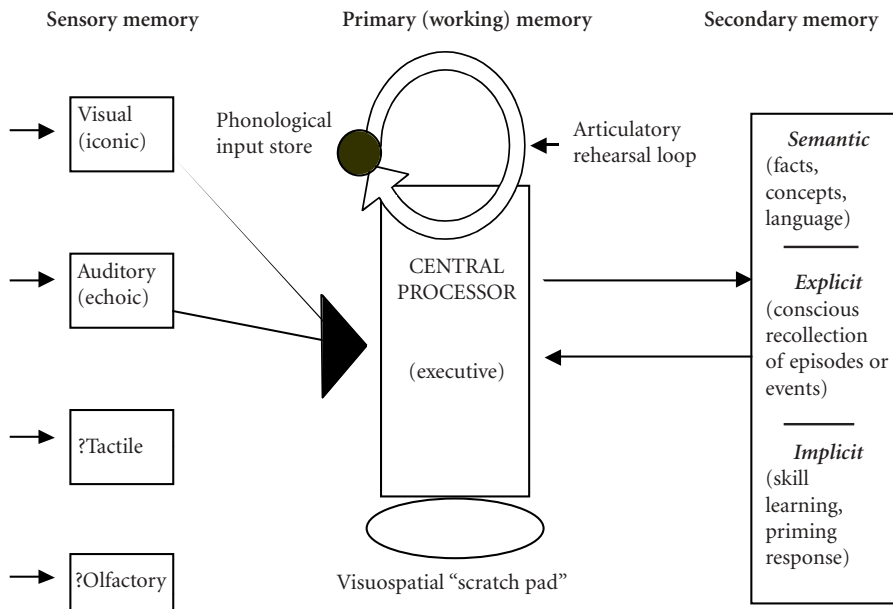 Sensory memory
Primary (working) memory
Secondary memory
Visual
(iconic)
Auditory
(echoic)
?Tactile
?Olfactory
Phonological
input store
Articulatory
rehearsal loop
CENTRAL
PROCESSOR
(executive)
Visuospatial “scratch pad”
Semantic
(facts,
concepts,
language)
Explicit
(conscious
recollection
of episodes or
events)
Implicit
(skill
learning,
priming
response)